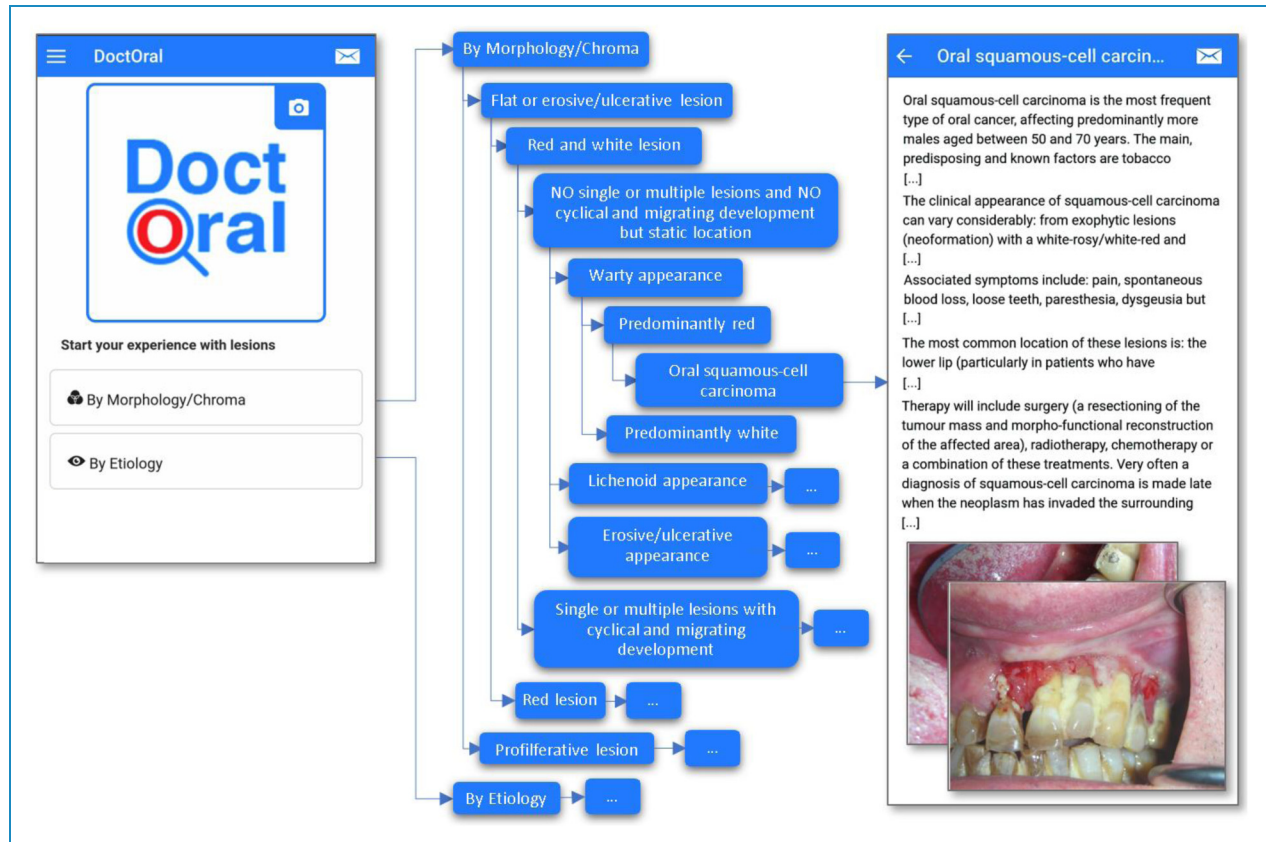 DoctOral
Doct
Oral
Start your experience with lesions
By Morphology/Chroma
By Etiology
By Morphology/Chroma
Flat or erosive/ulcerative lesion
Red and white lesion
NO single or multiple lesions and NO
cyclical and migrating development
but static location
Warty appearance
Predominantly red
Oral squamous-cell
carcinoma
Predominantly white
Lichenoid appearance
...
Erosive/ulcerative
appearance
...
Single or multiple lesions with
cyclical and migrating
development
...
Red lesion
...
Profilferative lesion
...
By Etiology
...
Oral squamous-cell carcin...
Oral squamous-cell carcinoma is the most frequent
type of oral cancer, affecting predominantly more
males aged between 50 and 70 years. The main,
predisposing and known factors are tobacco
[...]
The clinical appearance of squamous-cell carcinoma
can vary considerably: from exophytic lesions
(neoformation) with a white-rosy/white-red and
[...]
Associated symptoms include: pain, spontaneous
blood loss, loose teeth, paresthesia, dysgeusia but
[...]
The most common location of these lesions is: the
lower lip (particularly in patients who have
[...]
Therapy will include surgery (a resectioning of the
tumour mass and morpho-functional reconstruction
of the affected area), radiotherapy, chemotherapy or
a combination of these treatments. Very often a
diagnosis of squamous-cell carcinoma is made late
when the neoplasm has invaded the surrounding
[...]